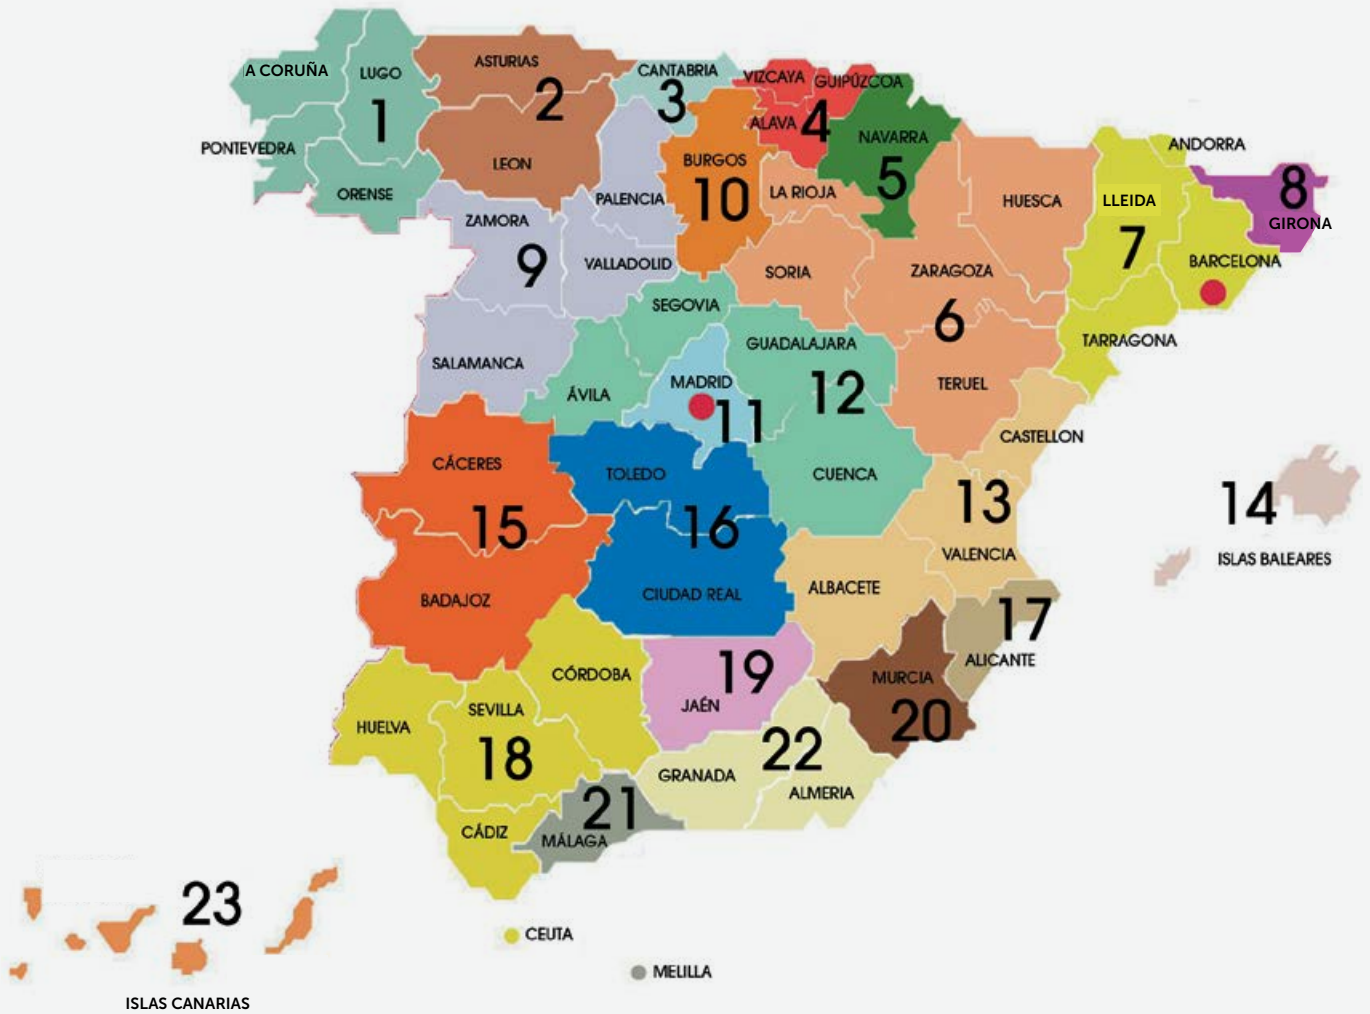 A CORUÑA
LUGO
1
PONTEVEDRA
ORENSE
ASTURIAS
2
LEON
CANTABRIA
3
VIZCAYA
GUIPÚZCOA
ALAVA
4
NAVARRA
5
ANDORRA
8
GIRONA
LLEIDA
7
BARCELONA
TARRAGONA
HUESCA
ZARAGOZA
6
TERUEL
LA RIOJA
SORIA
BURGOS
10
PALENCIA
ZAMORA
9
VALLADOLID
SALAMANCA
SEGOVIA
ÁVILA
MADRID
11
GUADALAJARA
12
CUENCA
CASTELLON
13
VALENCIA
ALBACETE
14
ISLAS BALEARES
CÁCERES
15
BADAJOZ
TOLEDO
16
CIUDAD REAL
17
ALICANTE
CÓRDOBA
HUELVA
SEVILLA
18
CÁDIZ
19
JAÉN
MURCIA
20
21
MÁLAGA
22
GRANADA
ALMERIA
23
ISLAS CANARIAS
CEUTA
MELILLA